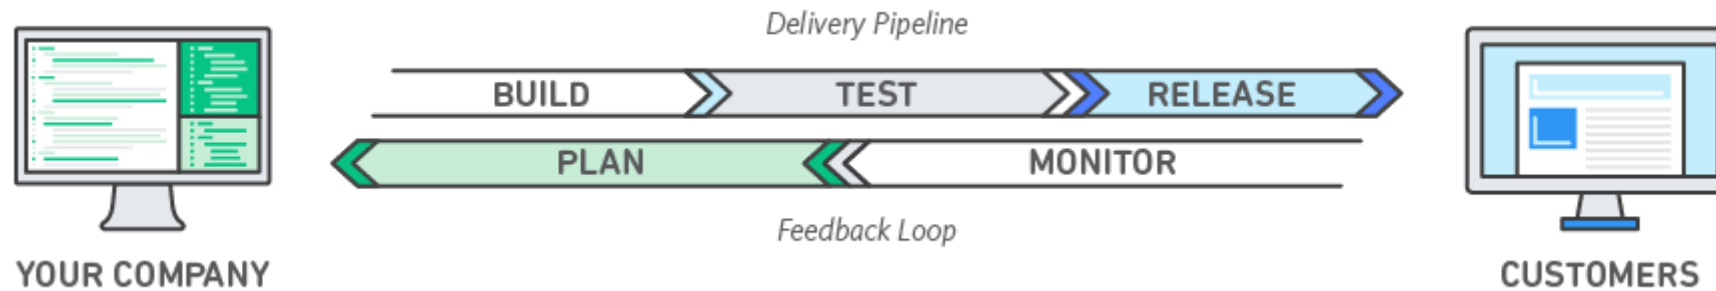 Delivery Pipeline
BUILD TEST RELEASE
PLAN MONITOR
Feedback Loop
YOUR COMPANY
CUSTOMERS